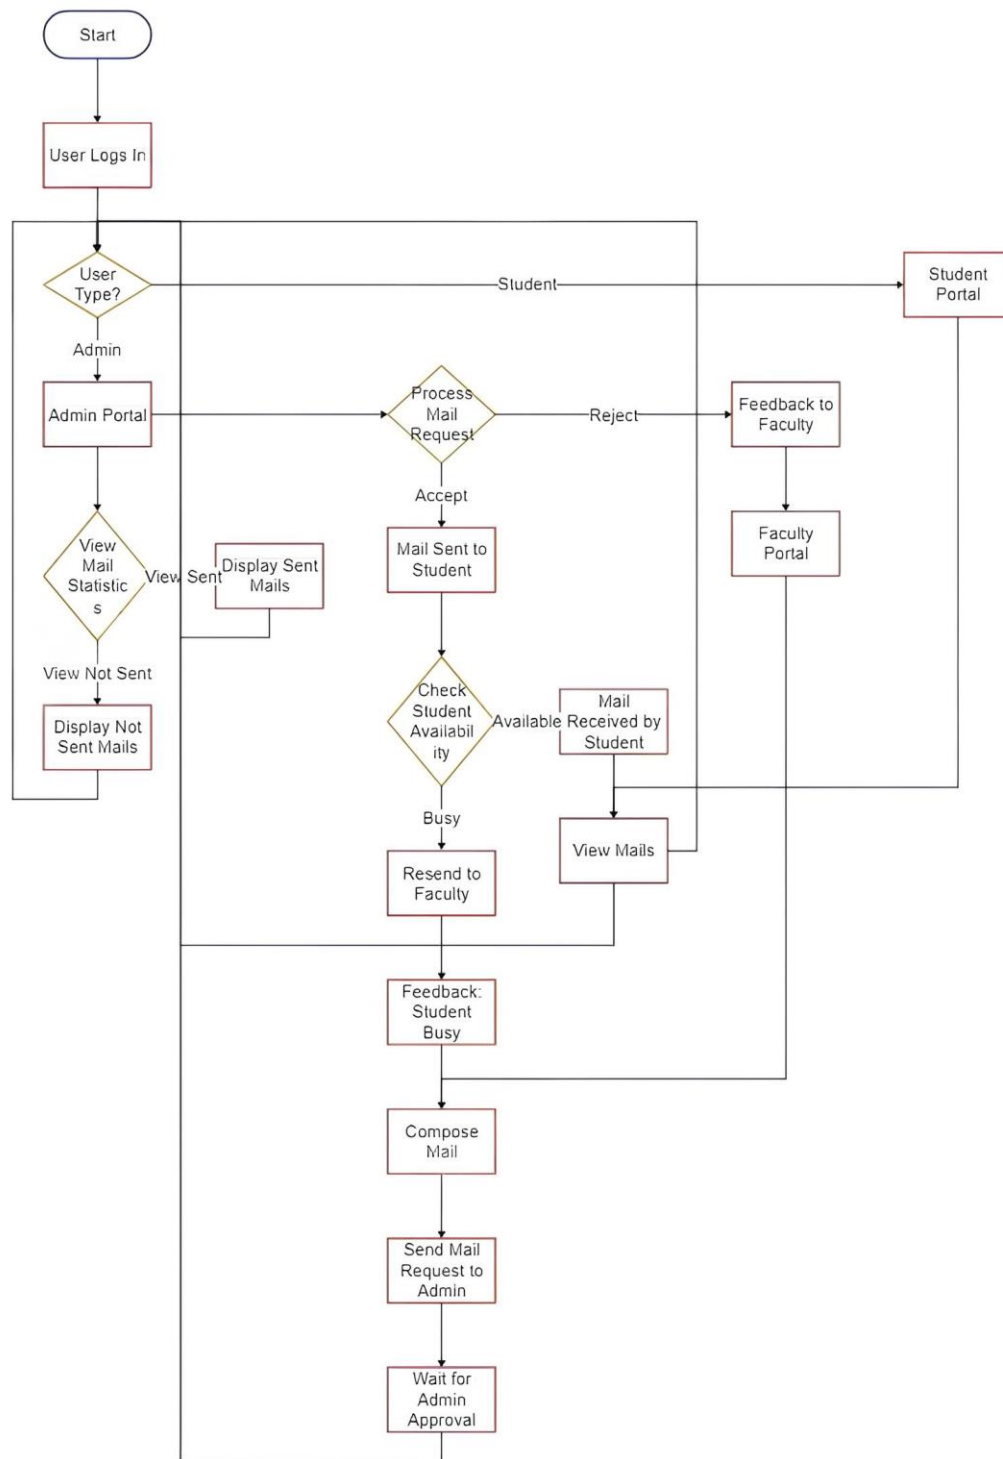 Start
User Logs In
User
Type?
Student
Student
Portal
Admin
Admin Portal
Process
Mail
Request
Reject
Feedback to
Faculty
Accept
Mail Sent to
Student
Faculty
Portal
View
Mail
Statistic
s
View Sent
Display Sent
Mails
View Not Sent
Display Not
Sent Mails
Check
Student
Availabil
ity
Available
Mail
Received by
Student
Busy
View Mails
Resend to
Faculty
Feedback:
Student
Busy
Compose
Mail
Send Mail
Request to
Admin
Wait for
Admin
Approval